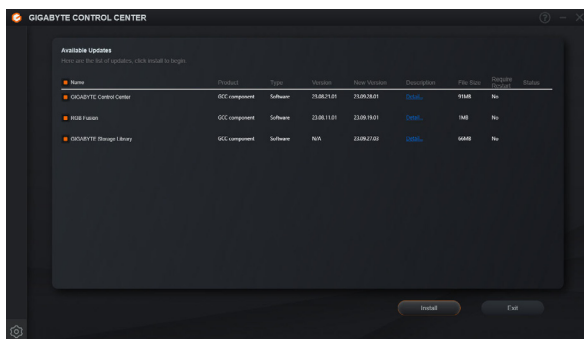 GIGABYTE CONTROL CENTER
Available Updates
Here are the list of updates, click install to begin
Name Product Type Version New Version Description File Size Require Restart Status
GIGABYTE Control Center GCC component Software 23.08.21.01 23.09.28.01 Detail... 91MB No
RGB Fusion GCC component Software 23.08.11.01 23.09.19.01 Detail... 1MB No
GIGABYTE Storage Library GCC component Software N/A 23.09.27.03 Detail... 66MB No
Install Exit